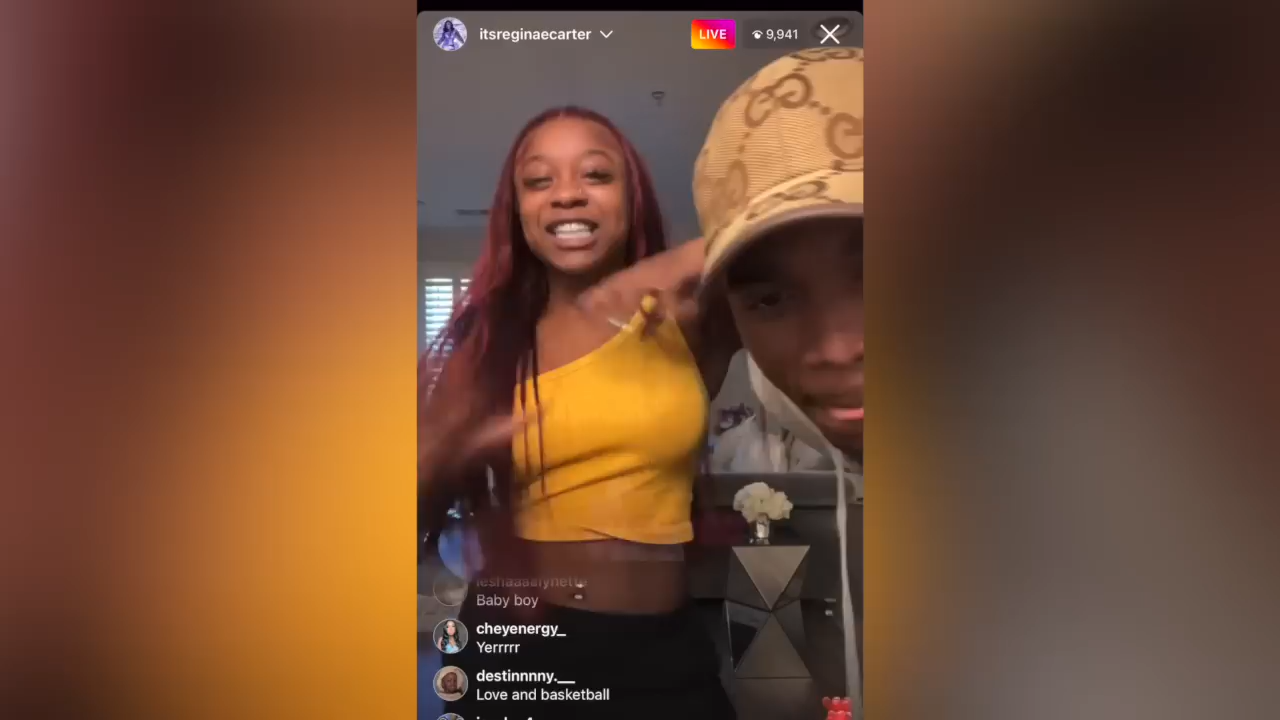 itsreginaecarter
LIVE
9,941
Baby boy
cheyenergy_
Yerrrrr
destinnnny.__
Love and basketball